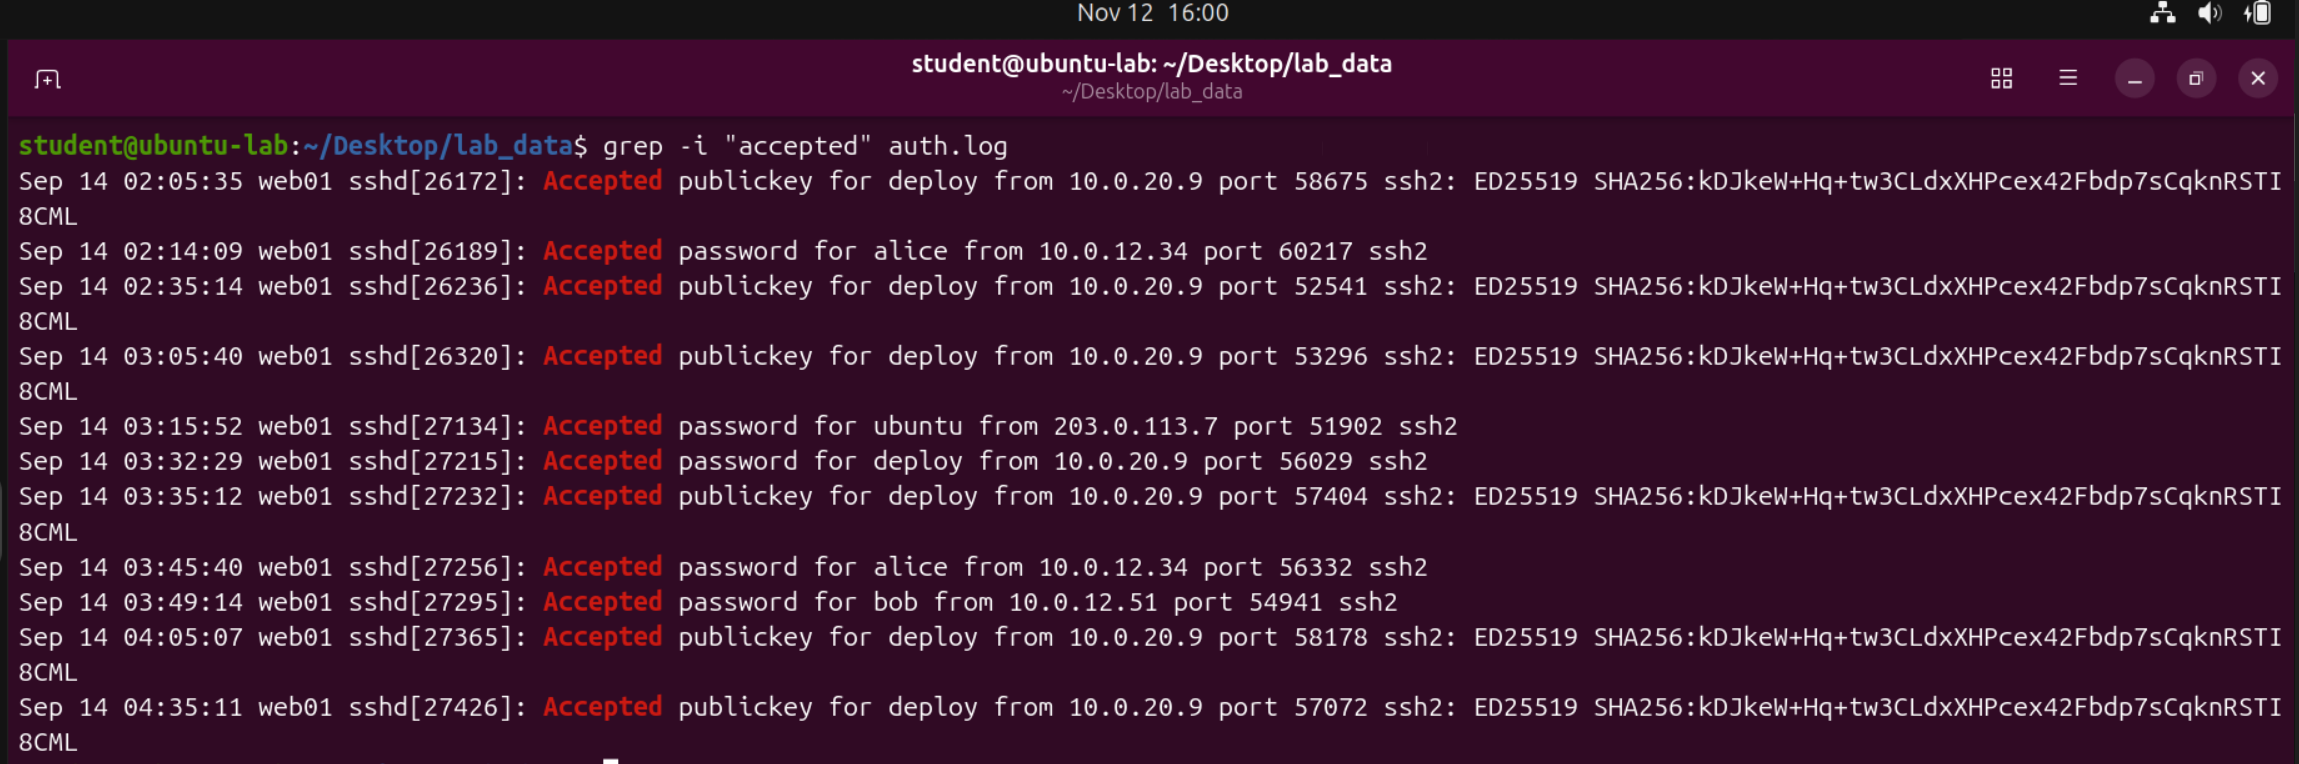 Nov 12 16:00
student@ubuntu-lab: ~/Desktop/lab_data
~/Desktop/lab_data
student@ubuntu-lab:~/Desktop/lab_data$ grep -i "accepted" auth.log
Sep 14 02:05:35 web01 sshd[26172]: Accepted publickey for deploy from 10.0.20.9 port 58675 ssh2: ED25519 SHA256:kDJkeW+Hq+tw3CLdxXHPcex42Fbdp7sCqknRSTI
8CML
Sep 14 02:14:09 web01 sshd[26189]: Accepted password for alice from 10.0.12.34 port 60217 ssh2
Sep 14 02:35:14 web01 sshd[26236]: Accepted publickey for deploy from 10.0.20.9 port 52541 ssh2: ED25519 SHA256:kDJkeW+Hq+tw3CLdxXHPcex42Fbdp7sCqknRSTI
8CML
Sep 14 03:05:40 web01 sshd[26320]: Accepted publickey for deploy from 10.0.20.9 port 53296 ssh2: ED25519 SHA256:kDJkeW+Hq+tw3CLdxXHPcex42Fbdp7sCqknRSTI
8CML
Sep 14 03:15:52 web01 sshd[27134]: Accepted password for ubuntu from 203.0.113.7 port 51902 ssh2
Sep 14 03:32:29 web01 sshd[27215]: Accepted password for deploy from 10.0.20.9 port 56029 ssh2
Sep 14 03:35:12 web01 sshd[27232]: Accepted publickey for deploy from 10.0.20.9 port 57404 ssh2: ED25519 SHA256:kDJkeW+Hq+tw3CLdxXHPcex42Fbdp7sCqknRSTI
8CML
Sep 14 03:45:40 web01 sshd[27256]: Accepted password for alice from 10.0.12.34 port 56332 ssh2
Sep 14 03:49:14 web01 sshd[27295]: Accepted password for bob from 10.0.12.51 port 54941 ssh2
Sep 14 04:05:07 web01 sshd[27365]: Accepted publickey for deploy from 10.0.20.9 port 58178 ssh2: ED25519 SHA256:kDJkeW+Hq+tw3CLdxXHPcex42Fbdp7sCqknRSTI
8CML
Sep 14 04:35:11 web01 sshd[27426]: Accepted publickey for deploy from 10.0.20.9 port 57072 ssh2: ED25519 SHA256:kDJkeW+Hq+tw3CLdxXHPcex42Fbdp7sCqknRSTI
8CML